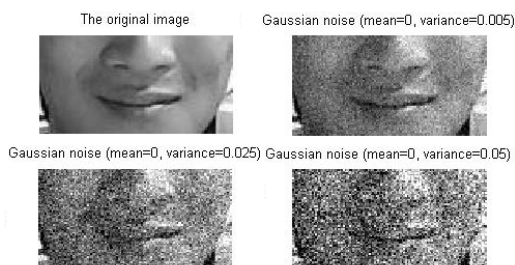 The original image
Gaussian noise (mean=0, variance=0.005)
Gaussian noise (mean=0, variance=0.025)
Gaussian noise (mean=0, variance=0.05)